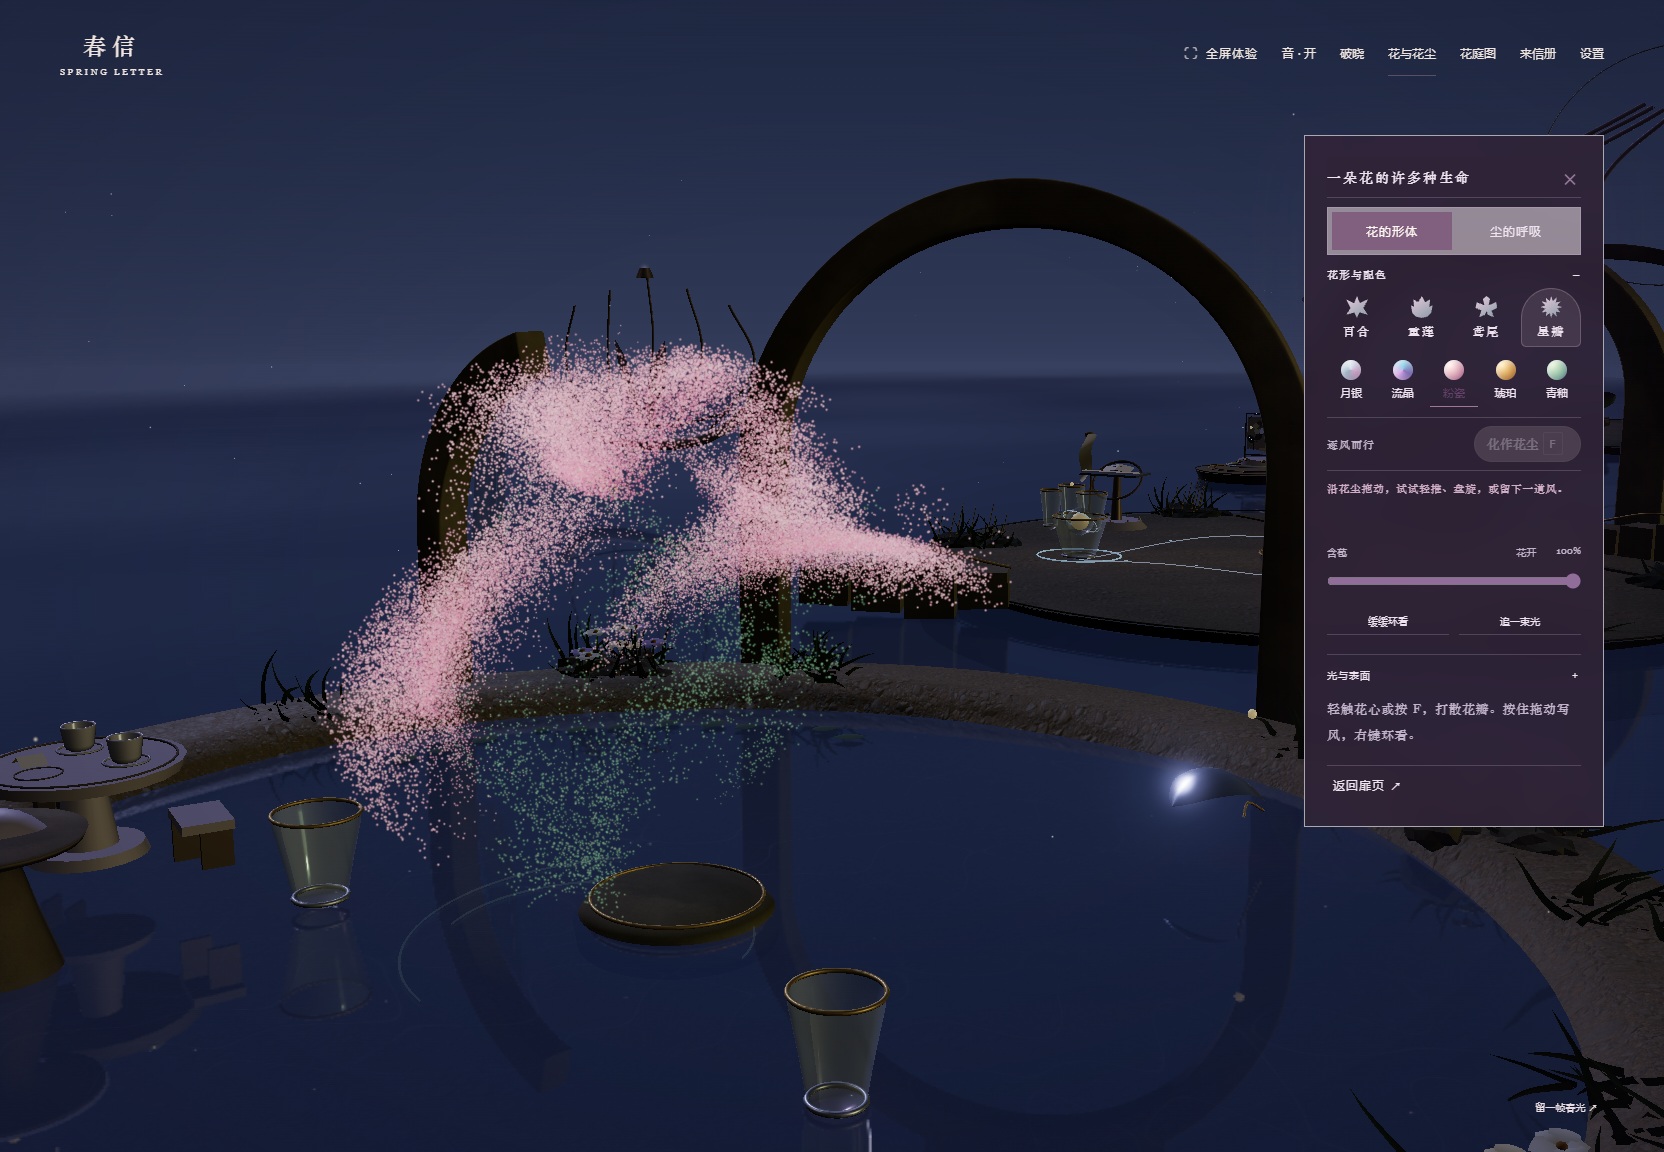 春信
SPRING LETTER
全屏体验 音·开 破晓 花与花尘 花庭图 来信册 设置
一朵花的许多种生命
花的形体 尘的呼吸
花形与配色
百合 重莲 鸢尾 星瓣
月银 流晶 粉瓷 琥珀 青釉
逐风而行 化作花尘 F
沿花尘拖动，试试轻推、盘旋，或留下一道风。
含苞 花开 100%
缓缓环看 追一束光
光与表面
轻触花心或按 F，打散花瓣。按住拖动写
风，右键环看。
返回扉页 ↗
留一帧春光 ↗